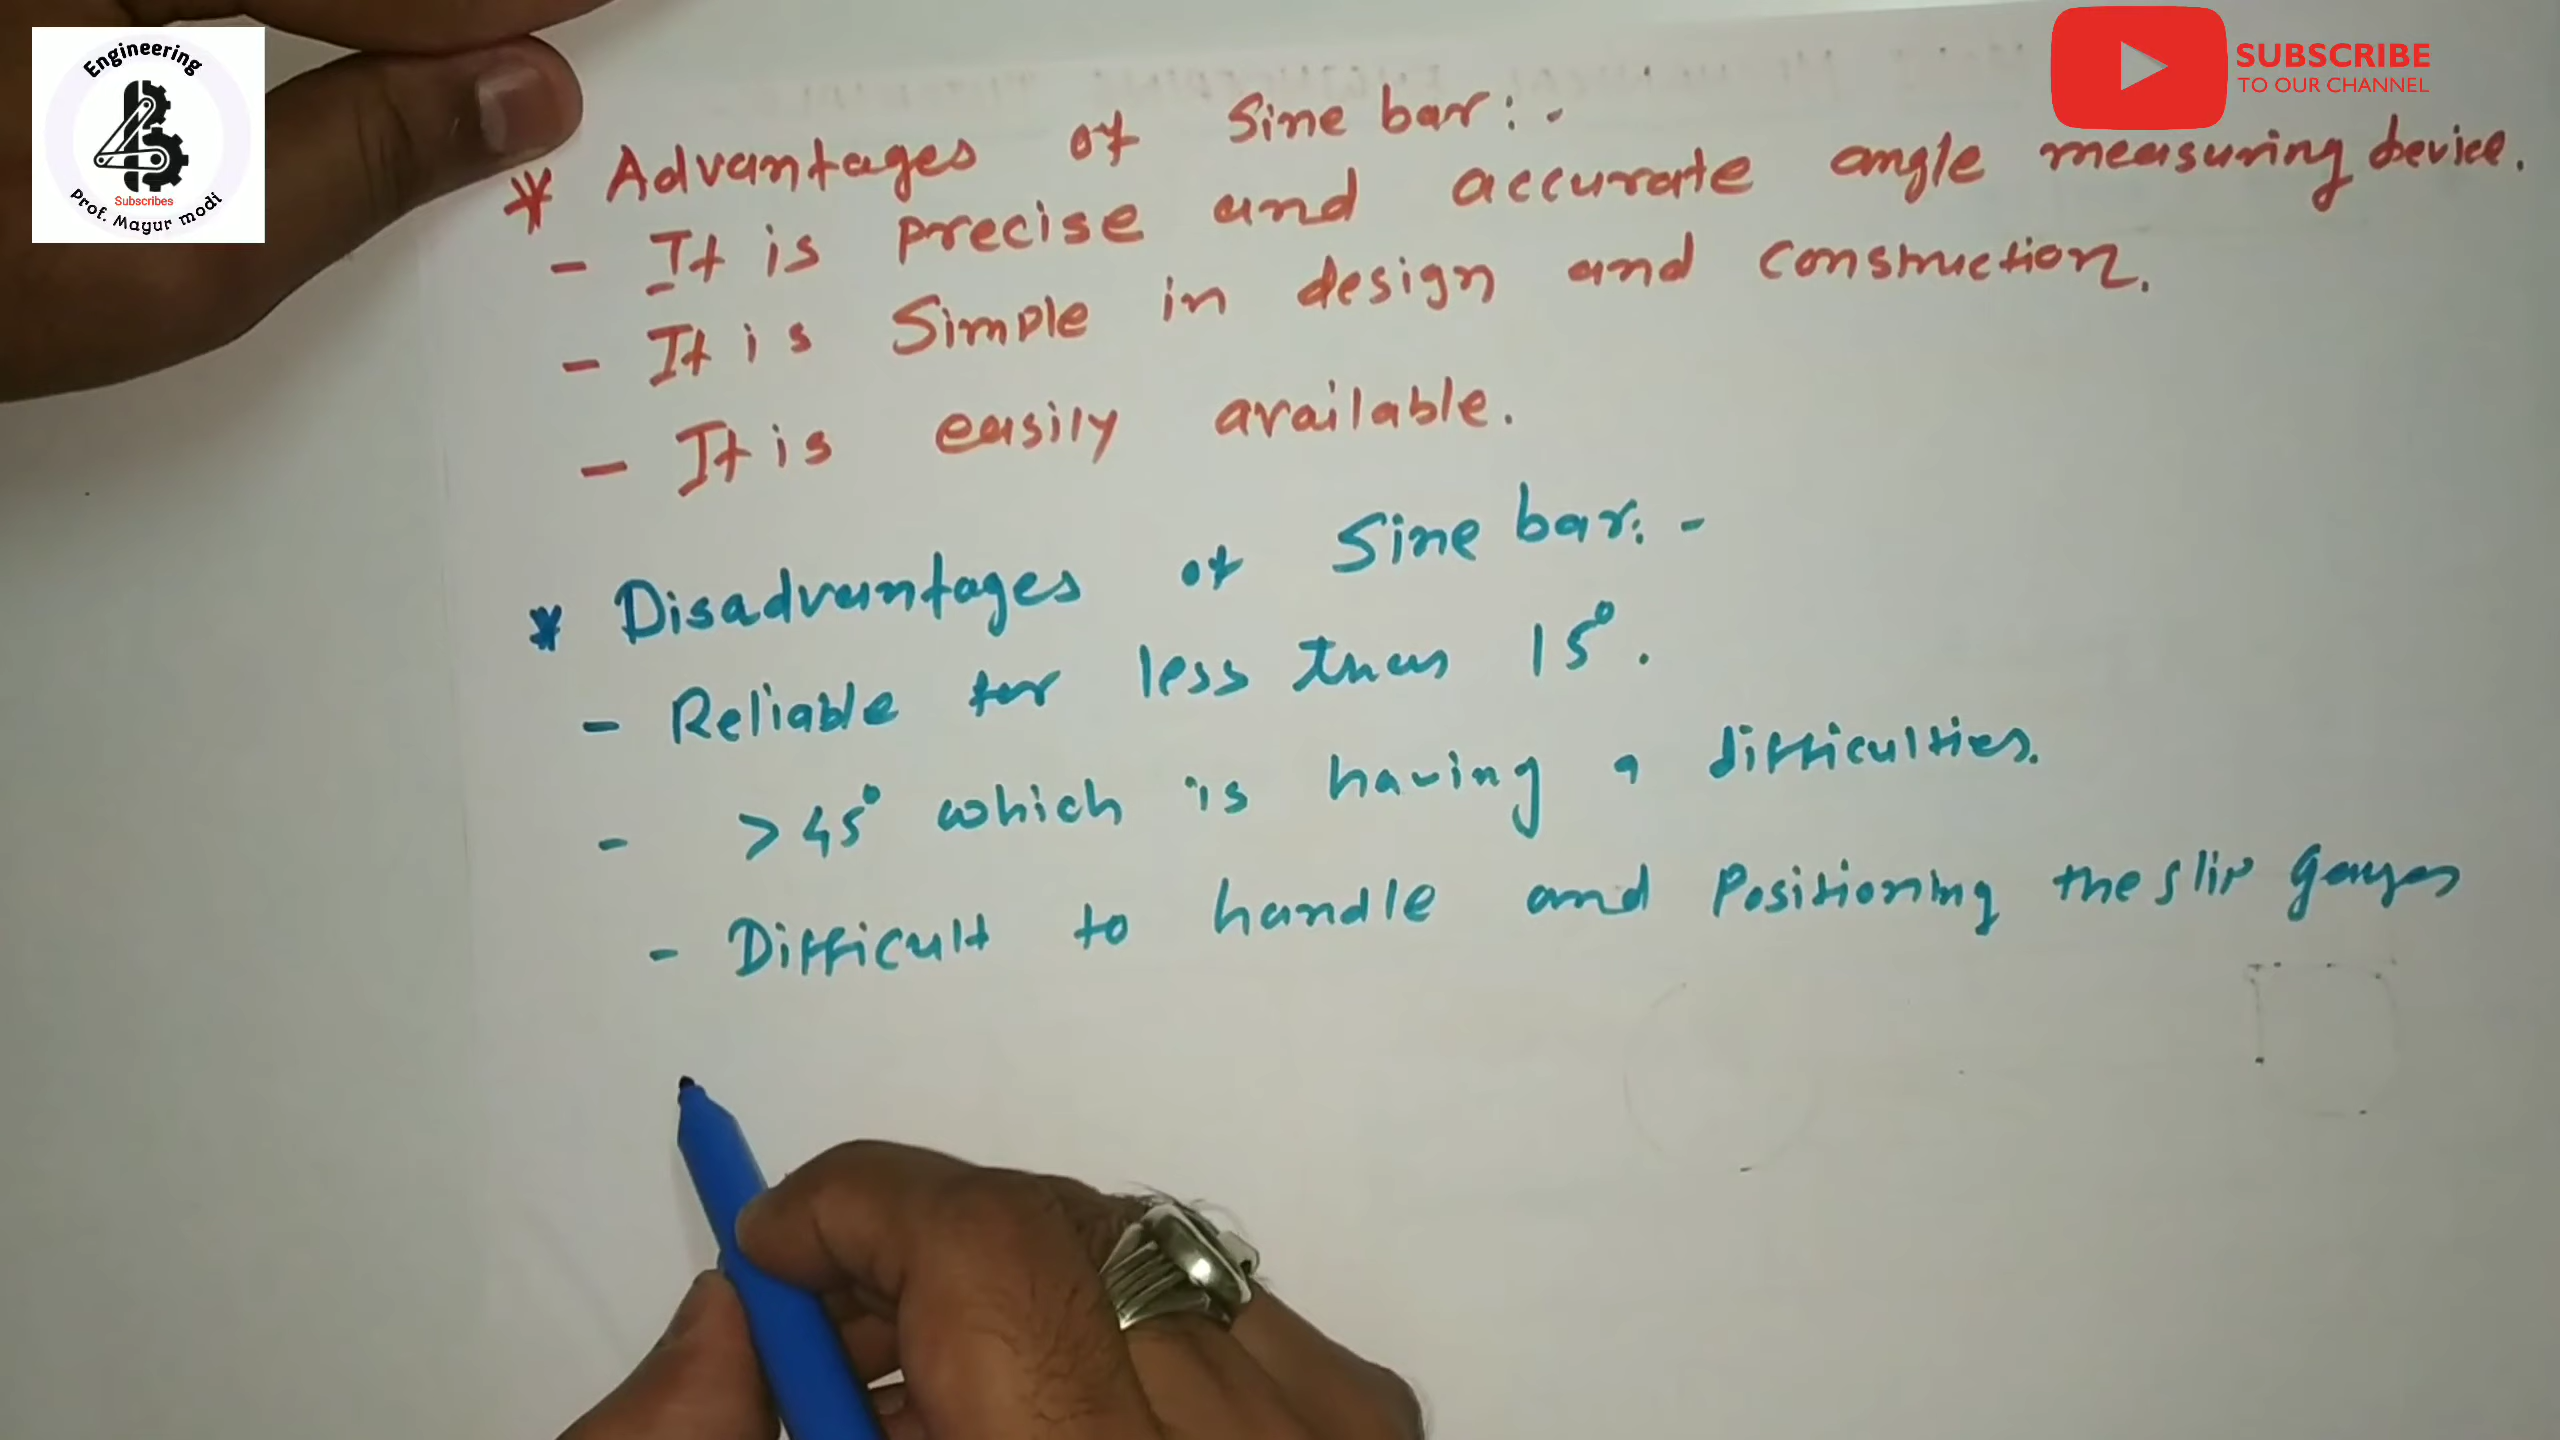 Engineering
Subscribes
Prof. Mayur modi
SUBSCRIBE
TO OUR CHANNEL
* Advantages of Sine bar:-
- It is precise and accurate angle measuring device.
- It is Simple in design and construction.
- It is easily available.
* Disadvantages of Sine bar:-
- Reliable for less than 15°.
- >45° which is having a difficulties.
- Difficult to handle and Positioning the slip Gauges